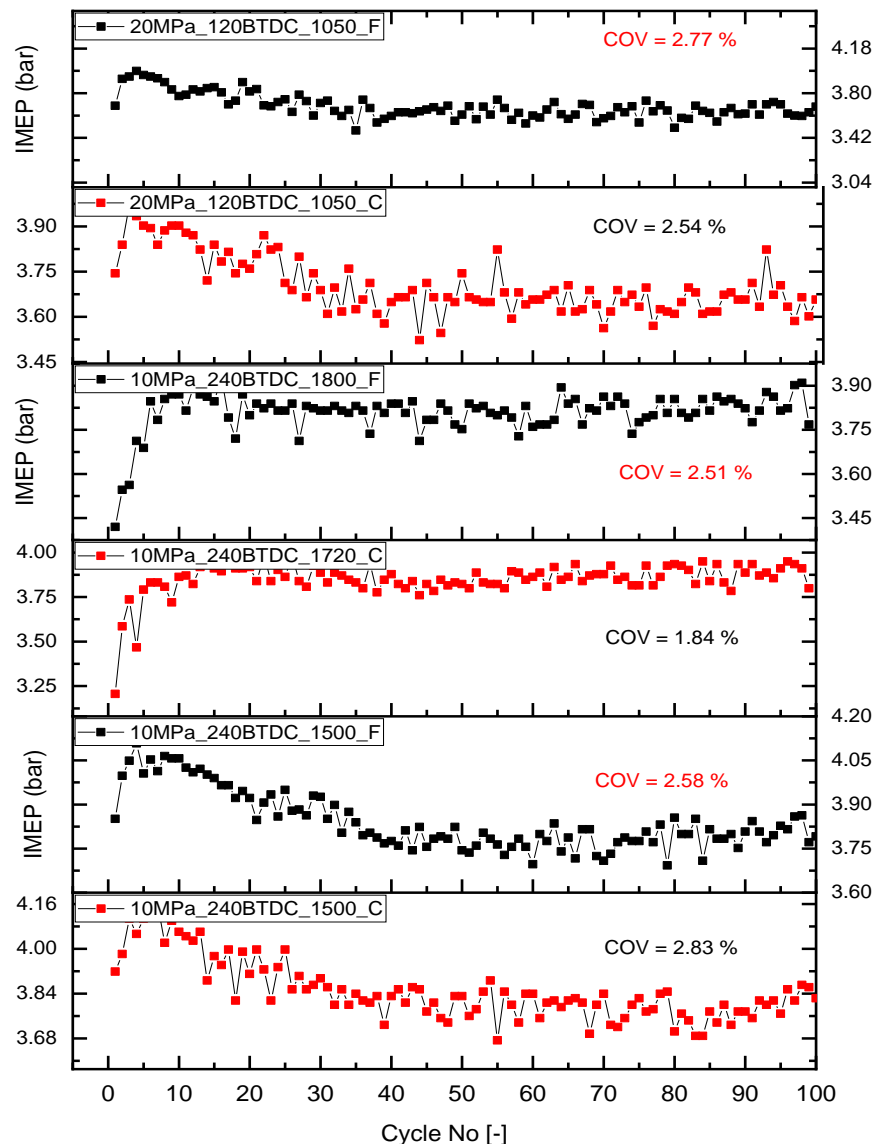 20MPa_120BTDC_1050_F
COV = 2.77 %
4.18
3.80
3.42
3.04
IMEP (bar)
20MPa_120BTDC_1050_C
COV = 2.54 %
3.90
3.75
3.60
3.45
10MPa_240BTDC_1800_F
COV = 2.51 %
3.90
3.75
3.60
3.45
IMEP (bar)
10MPa_240BTDC_1720_C
COV = 1.84 %
4.00
3.75
3.50
3.25
10MPa_240BTDC_1500_F
COV = 2.58 %
4.20
4.05
3.90
3.75
3.60
IMEP (bar)
10MPa_240BTDC_1500_C
COV = 2.83 %
4.16
4.00
3.84
3.68
0 10 20 30 40 50 60 70 80 90 100
Cycle No [-]